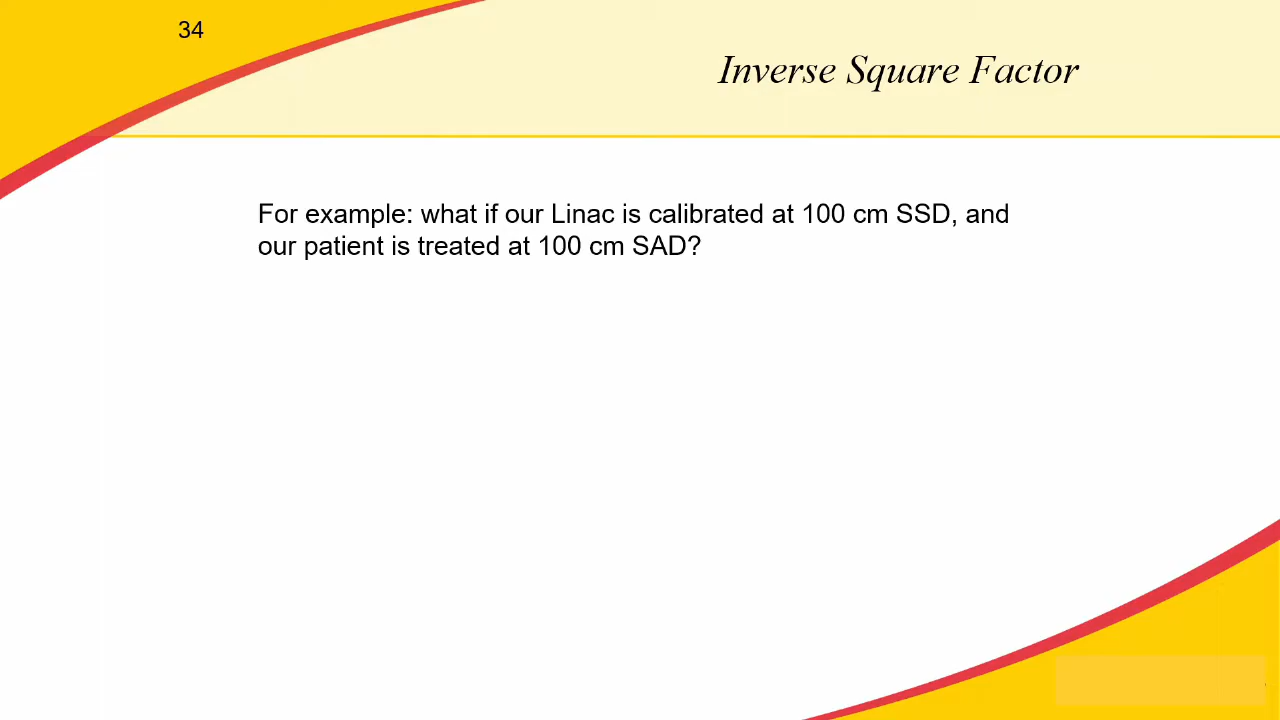 34
Inverse Square Factor
For example: what if our Linac is calibrated at 100 cm SSD, and
our patient is treated at 100 cm SAD?